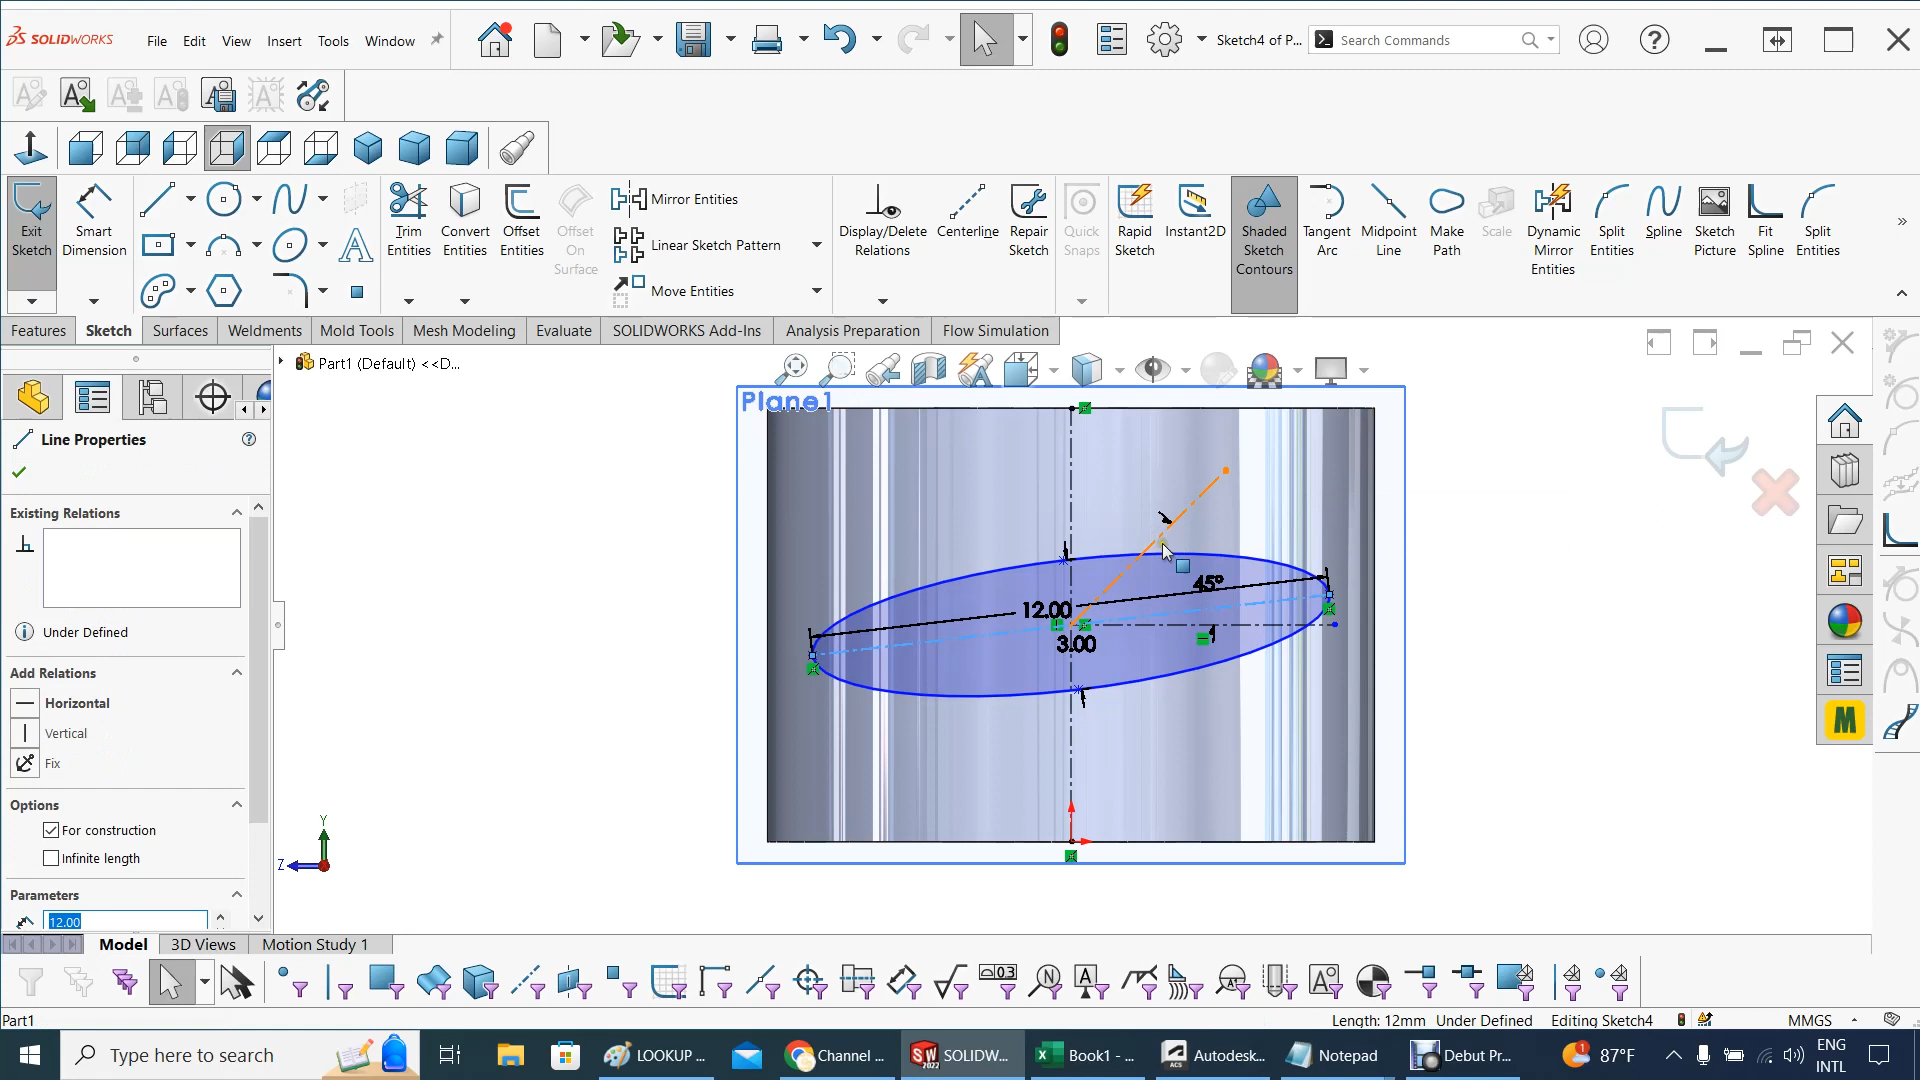 SOLIDWORKS
File Edit View Insert Tools Window
Sketch4 of P...
Search Commands
Exit Sketch
Smart Dimension
Trim Entities
Convert Entities
Offset Entities
Offset On Surface
Mirror Entities
Linear Sketch Pattern
Move Entities
Display/Delete Relations
Centerline
Repair Sketch
Quick Snaps
Rapid Sketch
Instant2D
Shaded Sketch Contours
Tangent Arc
Midpoint Line
Make Path
Scale
Dynamic Mirror Entities
Split Entities
Spline
Sketch Picture
Fit Spline
Split Entities
Features Sketch Surfaces Weldments Mold Tools Mesh Modeling Evaluate SOLIDWORKS Add-Ins Analysis Preparation Flow Simulation
Part1 (Default) <<D...
Line Properties
Existing Relations
Under Defined
Add Relations
Horizontal
Vertical
Fix
Options
For construction
Infinite length
Parameters
12.00
Plane1
45°
12.00
3.00
Y
Z
M
Model 3D Views Motion Study 1
Part1
Length: 12mm Under Defined Editing Sketch4 MMGS
Type here to search
LOOKUP ...
Channel ...
SOLIDW...
Book1 - ...
Autodesk...
Notepad
Debut Pr...
87°F
ENG
INTL